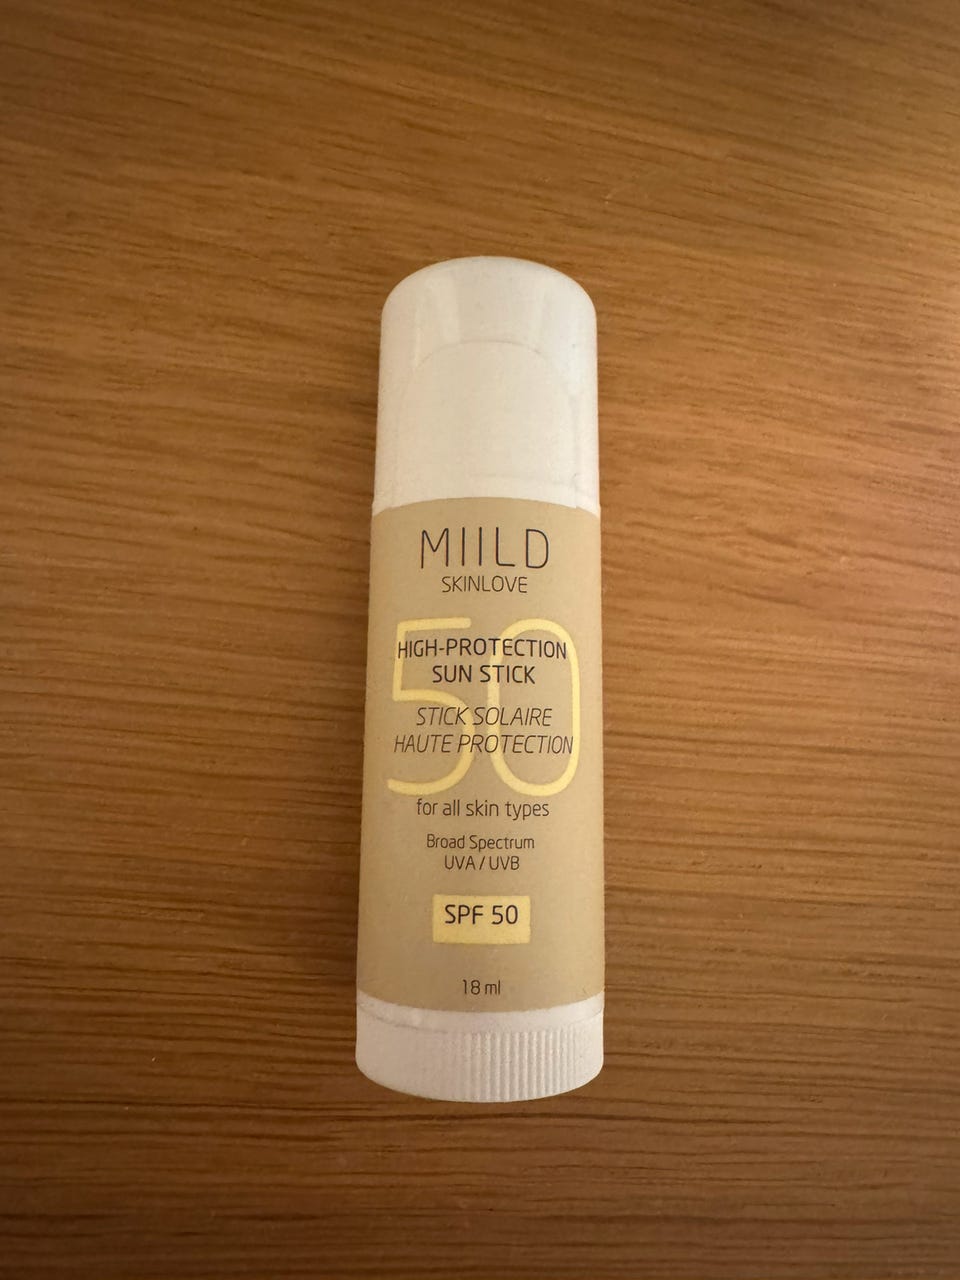 MIILD
SKINLOVE
50
HIGH-PROTECTION
SUN STICK
STICK SOLAIRE
HAUTE PROTECTION
for all skin types
Broad Spectrum
UVA / UVB
SPF 50
18 ml